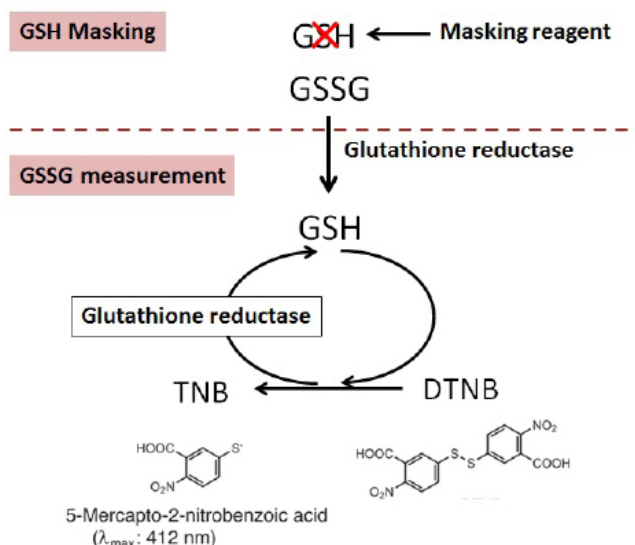 GSH Masking
GSH
Masking reagent
GSSG
Glutathione reductase
GSSG measurement
GSH
Glutathione reductase
TNB
DTNB
HOOC
S-
O₂N
HOOC
S
S
NO₂
COOH
O₂N
5-Mercapto-2-nitrobenzoic acid
(λmax: 412 nm)